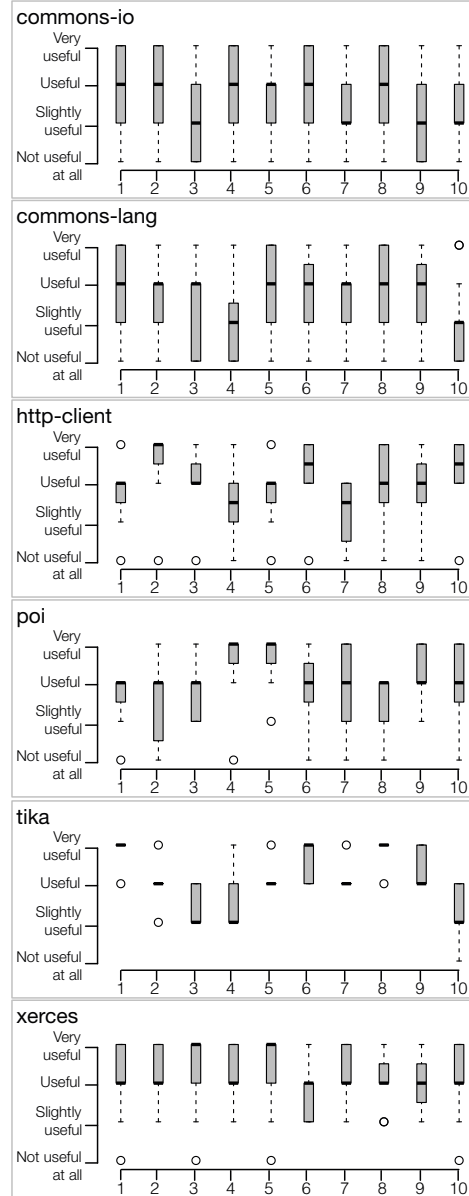 commons-io
Very
useful
Useful
Slightly
useful
Not useful
at all
1 2 3 4 5 6 7 8 9 10
commons-lang
Very
useful
Useful
Slightly
useful
Not useful
at all
1 2 3 4 5 6 7 8 9 10
http-client
Very
useful
Useful
Slightly
useful
Not useful
at all
1 2 3 4 5 6 7 8 9 10
poi
Very
useful
Useful
Slightly
useful
Not useful
at all
1 2 3 4 5 6 7 8 9 10
tika
Very
useful
Useful
Slightly
useful
Not useful
at all
1 2 3 4 5 6 7 8 9 10
xerces
Very
useful
Useful
Slightly
useful
Not useful
at all
1 2 3 4 5 6 7 8 9 10